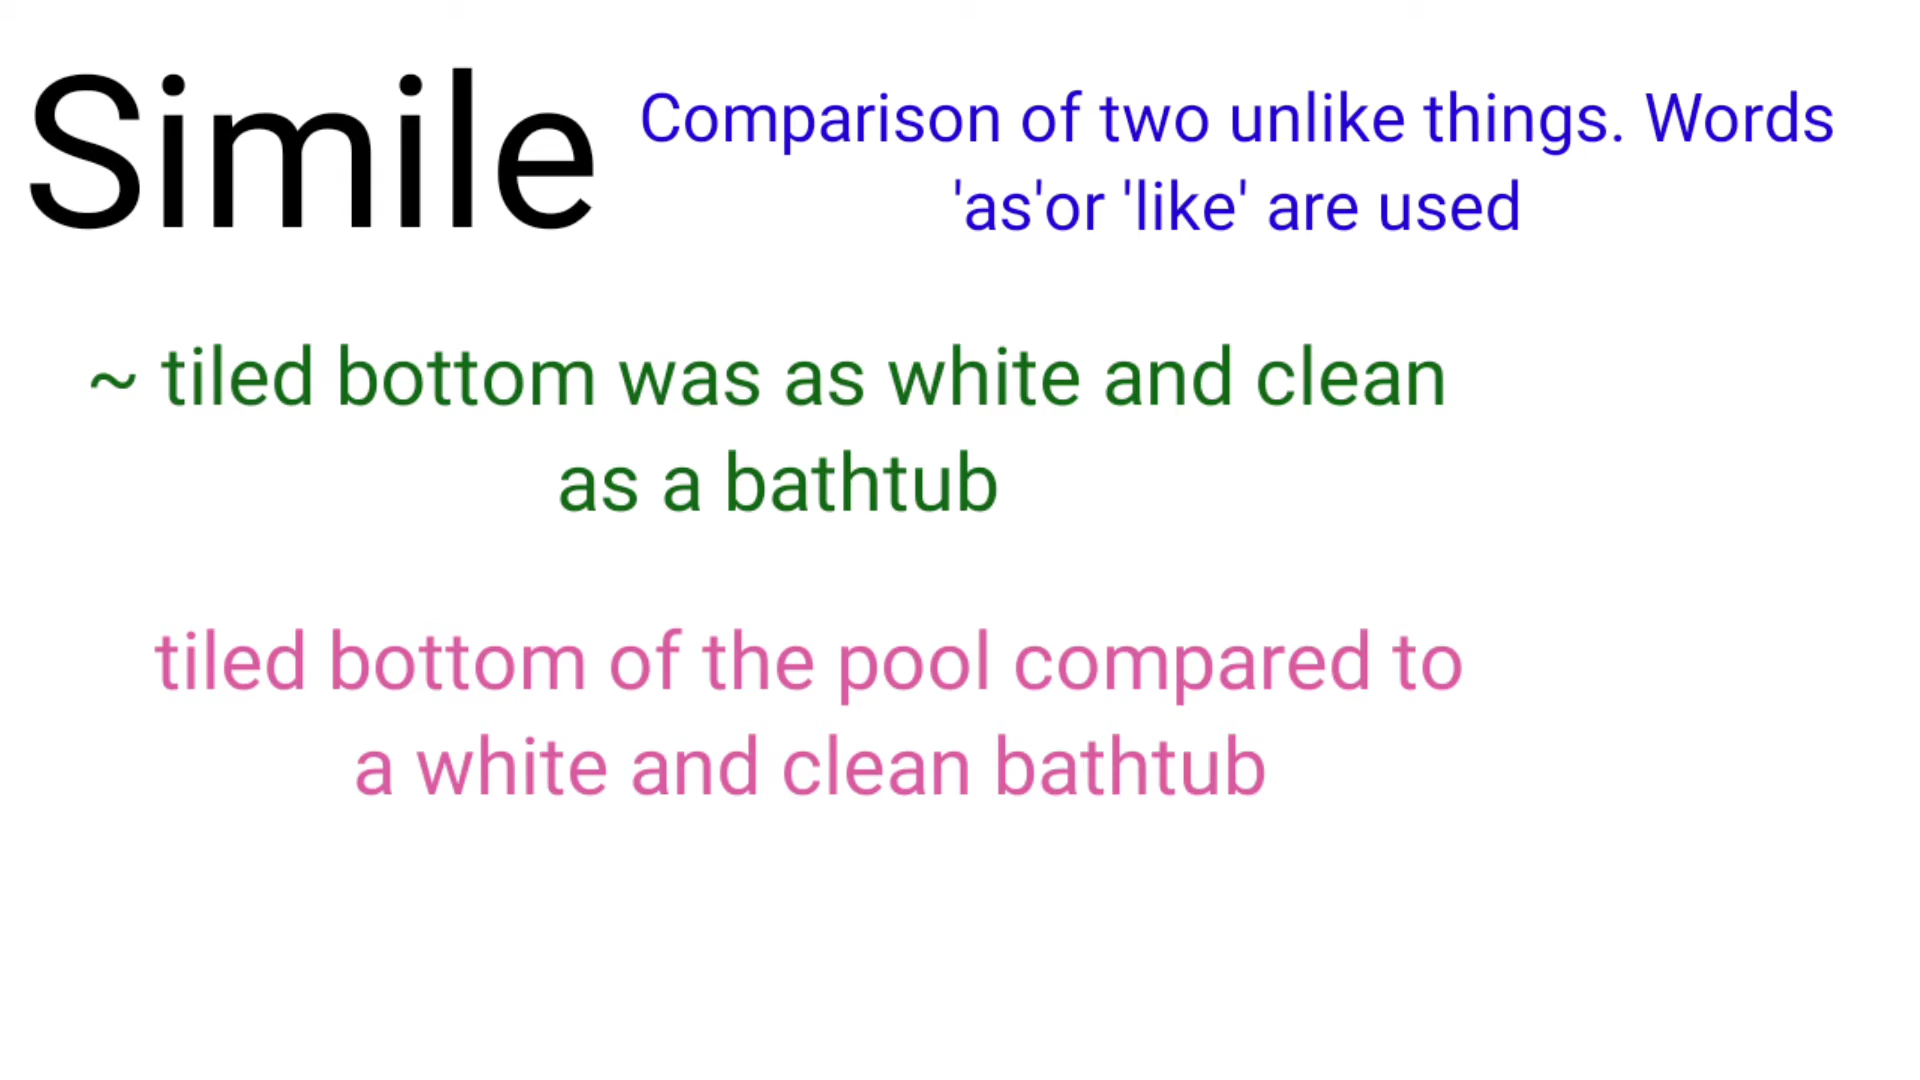 Simile
Comparison of two unlike things. Words
'as'or 'like' are used
~ tiled bottom was as white and clean
as a bathtub
tiled bottom of the pool compared to
a white and clean bathtub